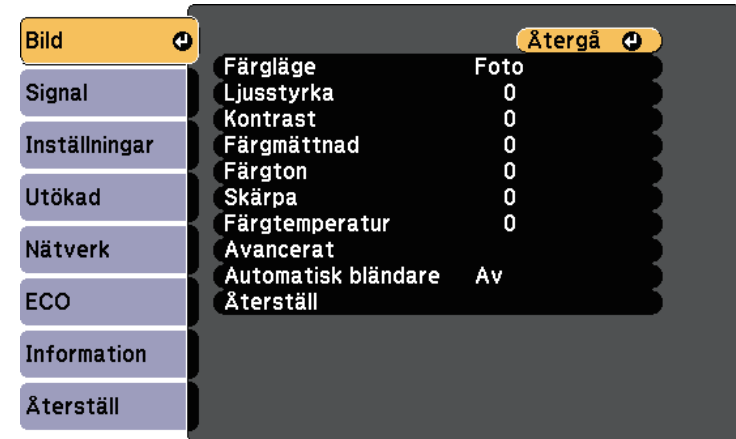 Bild
Signal
Inställningar
Utökad
Nätverk
ECO
Information
Återställ
Återgå
Färgläge Foto
Ljusstyrka 0
Kontrast 0
Färgmättnad 0
Färgton 0
Skärpa 0
Färgtemperatur 0
Avancerat
Automatisk bländare Av
Återställ